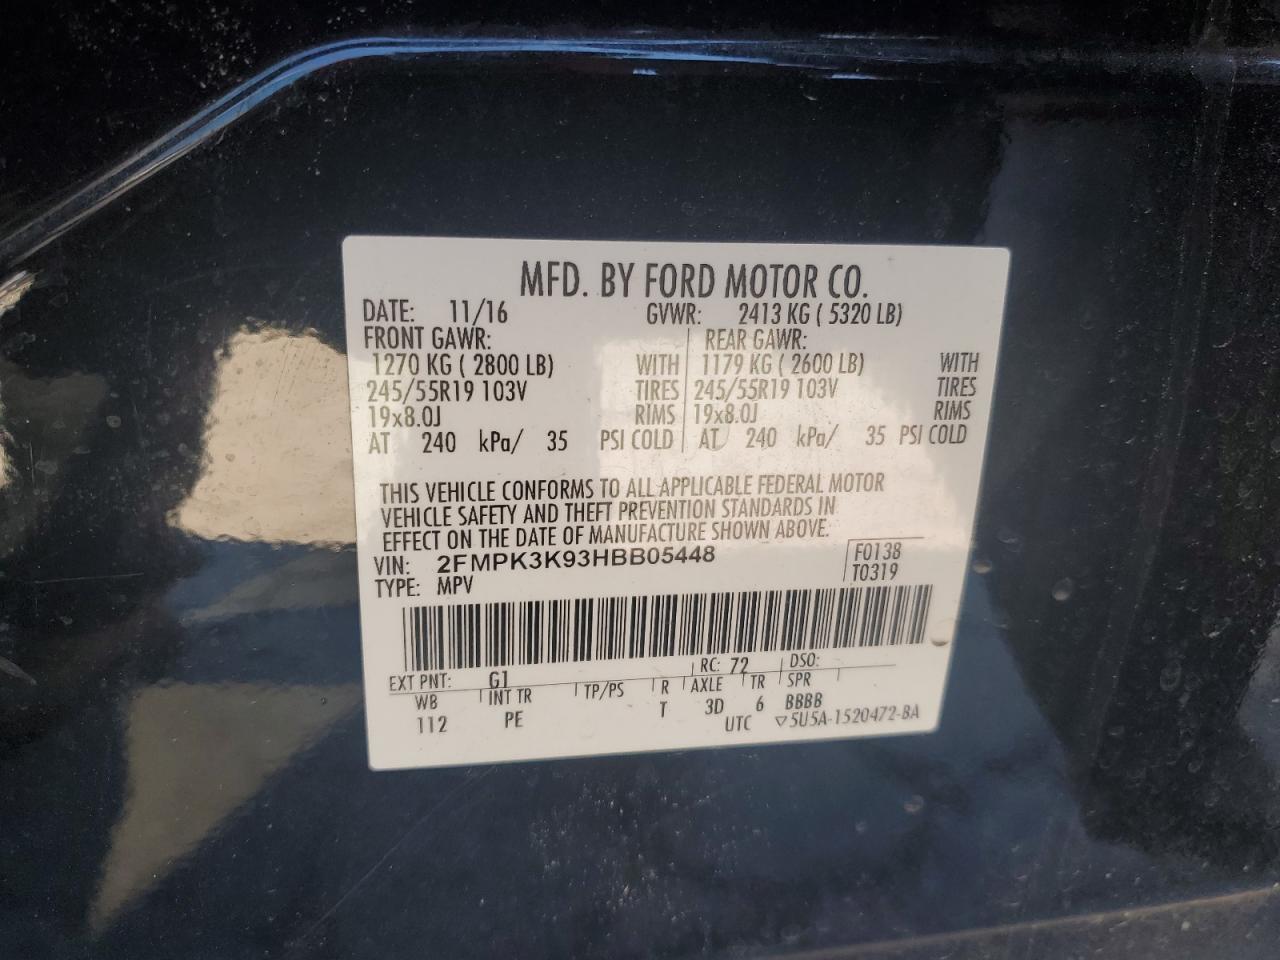 MFD. BY FORD MOTOR CO.
DATE: 11/16 GVWR: 2413 KG ( 5320 LB)
FRONT GAWR: REAR GAWR:
1270 KG ( 2800 LB) WITH 1179 KG ( 2600 LB) WITH
245/55R19 103V TIRES 245/55R19 103V TIRES
19x8.0J RIMS 19x8.0J RIMS
AT 240 kPa/ 35 PSI COLD AT 240 kPa/ 35 PSI COLD
THIS VEHICLE CONFORMS TO ALL APPLICABLE FEDERAL MOTOR
VEHICLE SAFETY AND THEFT PREVENTION STANDARDS IN
EFFECT ON THE DATE OF MANUFACTURE SHOWN ABOVE.
VIN: 2FMPK3K93HBB05448 F0138
TYPE: MPV T0319
EXT PNT: G1 RC: 72 DSO:
WB INT TR TP/PS R AXLE TR SPR
112 PE T 3D 6 BBBB
UTC ▽5U5A-1520472-BA